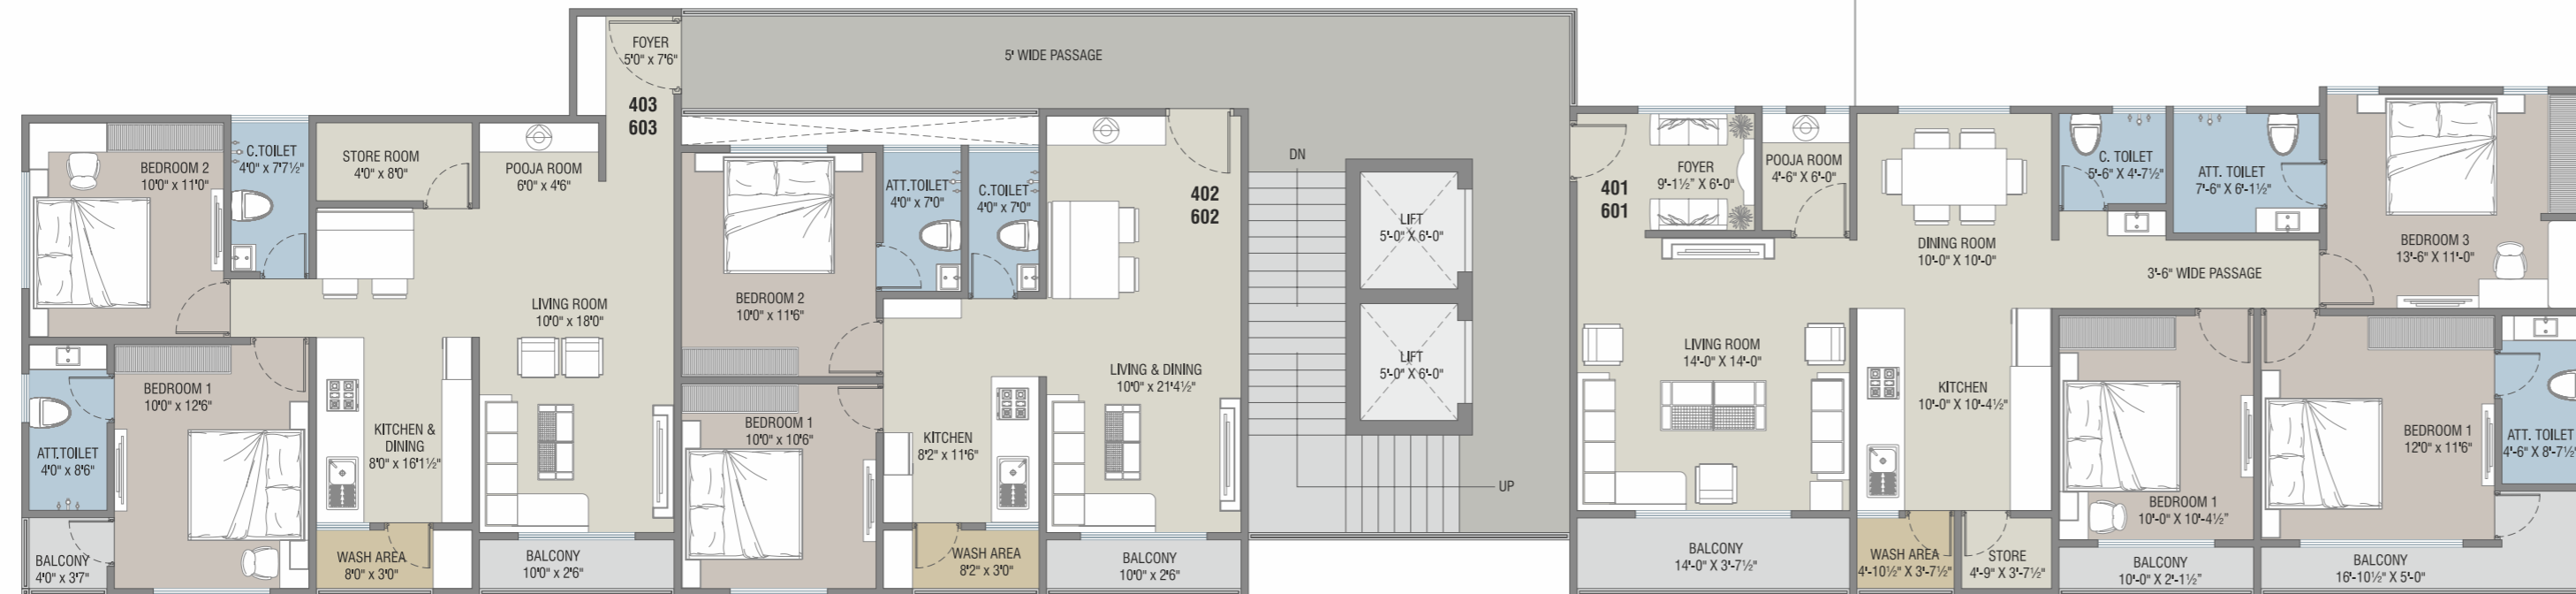 FOYER
5'0" x 7'6"
403
603
5' WIDE PASSAGE
BEDROOM 2
10'0" x 11'0"
C.TOILET
4'0" x 7'7½"
STORE ROOM
4'0" x 8'0"
POOJA ROOM
6'0" x 4'6"
LIVING ROOM
10'0" x 18'0"
BEDROOM 1
10'0" x 12'6"
ATT.TOILET
4'0" x 8'6"
KITCHEN &
DINING
8'0" x 16'1½"
BALCONY
4'0" x 3'7"
WASH AREA
8'0" x 3'0"
BALCONY
10'0" x 2'6"
ATT.TOILET
4'0" x 7'0"
C.TOILET
4'0" x 7'0"
402
602
BEDROOM 2
10'0" x 11'6"
LIVING & DINING
10'0" x 21'4½"
BEDROOM 1
10'0" x 10'6"
KITCHEN
8'2" x 11'6"
WASH AREA
8'2" x 3'0"
BALCONY
10'0" x 2'6"
DN
LIFT
5'-0" X 6'-0"
LIFT
5'-0" X 6'-0"
UP
401
601
FOYER
9'-1½" X 6'-0"
POOJA ROOM
4'-6" X 6'-0"
DINING ROOM
10'-0" X 10'-0"
C. TOILET
5'-6" X 4'-7½"
ATT. TOILET
7'-6" X 6'-1½"
BEDROOM 3
13'-6" X 11'-0"
3'-6" WIDE PASSAGE
LIVING ROOM
14'-0" X 14'-0"
KITCHEN
10'-0" X 10'-4½"
BEDROOM 1
10'-0" X 10'-4½"
BEDROOM 1
12'0" x 11'6"
ATT. TOILET
4'-6" X 8'-7½"
BALCONY
14'-0" X 3'-7½"
WASH AREA
4'-10½" X 3'-7½"
STORE
4'-9" X 3'-7½"
BALCONY
10'-0" X 2'-1½"
BALCONY
16'-10½" X 5'-0"